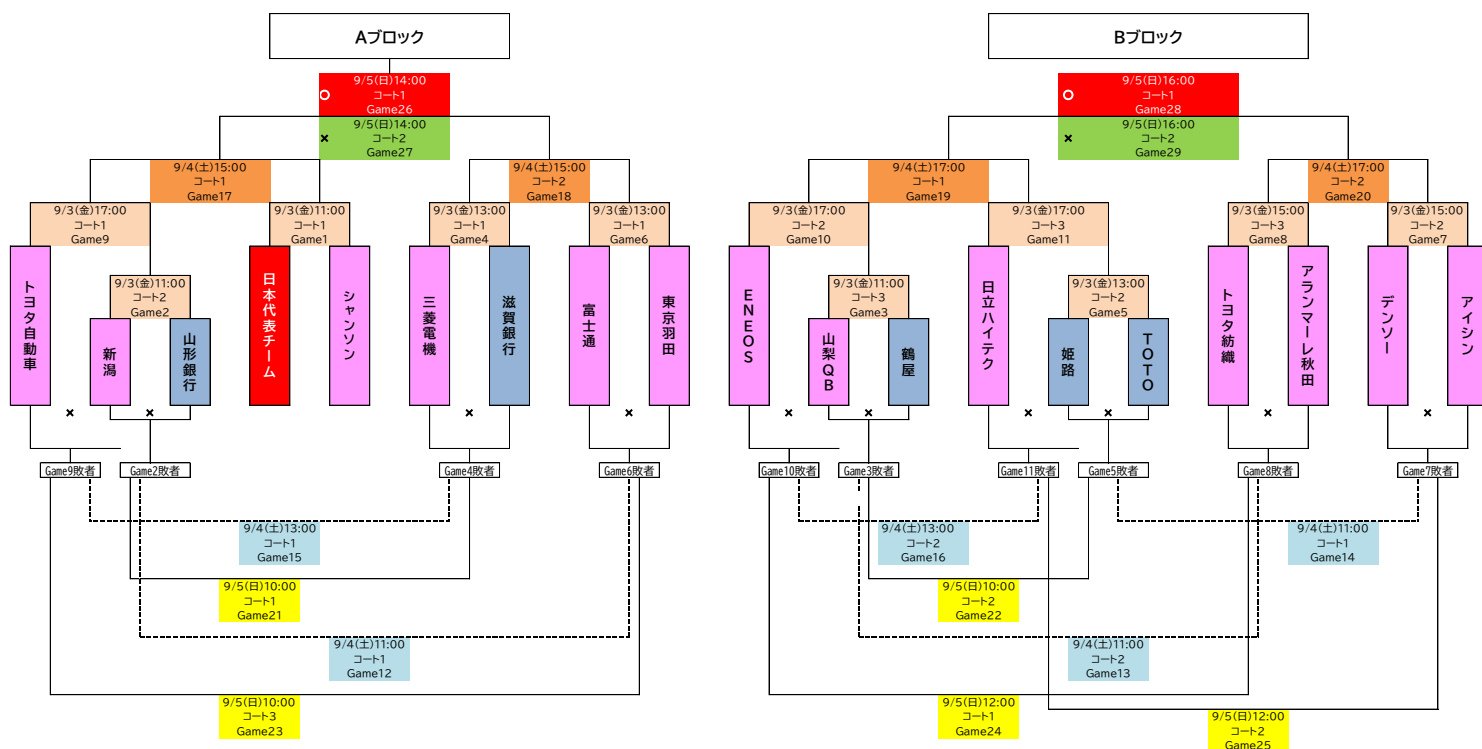 Aブロック
Bブロック
9/5(日)14:00
○
コート1
Game26
9/5(日)14:00
×
コート2
Game27
9/5(日)16:00
○
コート1
Game28
9/5(日)16:00
×
コート2
Game29
9/4(土)15:00
コート1
Game17
9/4(土)15:00
コート2
Game18
9/4(土)17:00
コート1
Game19
9/4(土)17:00
コート2
Game20
9/3(金)17:00
コート1
Game9
9/3(金)11:00
コート1
Game1
9/3(金)13:00
コート1
Game4
9/3(金)13:00
コート1
Game6
9/3(金)17:00
コート2
Game10
9/3(金)17:00
コート3
Game11
9/3(金)15:00
コート3
Game8
9/3(金)15:00
コート2
Game7
9/3(金)11:00
コート2
Game2
9/3(金)11:00
コート3
Game3
9/3(金)13:00
コート2
Game5
トヨタ自動車
新潟
山形銀行
日本代表チーム
シャンソン
三菱電機
滋賀銀行
富士通
東京羽田
ENEOS
山梨QB
鶴屋
日立ハイテク
姫路
TOTO
トヨタ紡織
アランマーレ秋田
デンソー
アイシン
× × × × × × × × × ×
Game9敗者
Game2敗者
Game4敗者
Game6敗者
Game10敗者
Game3敗者
Game11敗者
Game5敗者
Game8敗者
Game7敗者
9/4(土)13:00
コート1
Game15
9/4(土)13:00
コート2
Game16
9/4(土)11:00
コート1
Game14
9/5(日)10:00
コート1
Game21
9/5(日)10:00
コート2
Game22
9/4(土)11:00
コート1
Game12
9/4(土)11:00
コート2
Game13
9/5(日)10:00
コート3
Game23
9/5(日)12:00
コート1
Game24
9/5(日)12:00
コート2
Game25